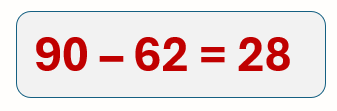 90 – 62 = 28